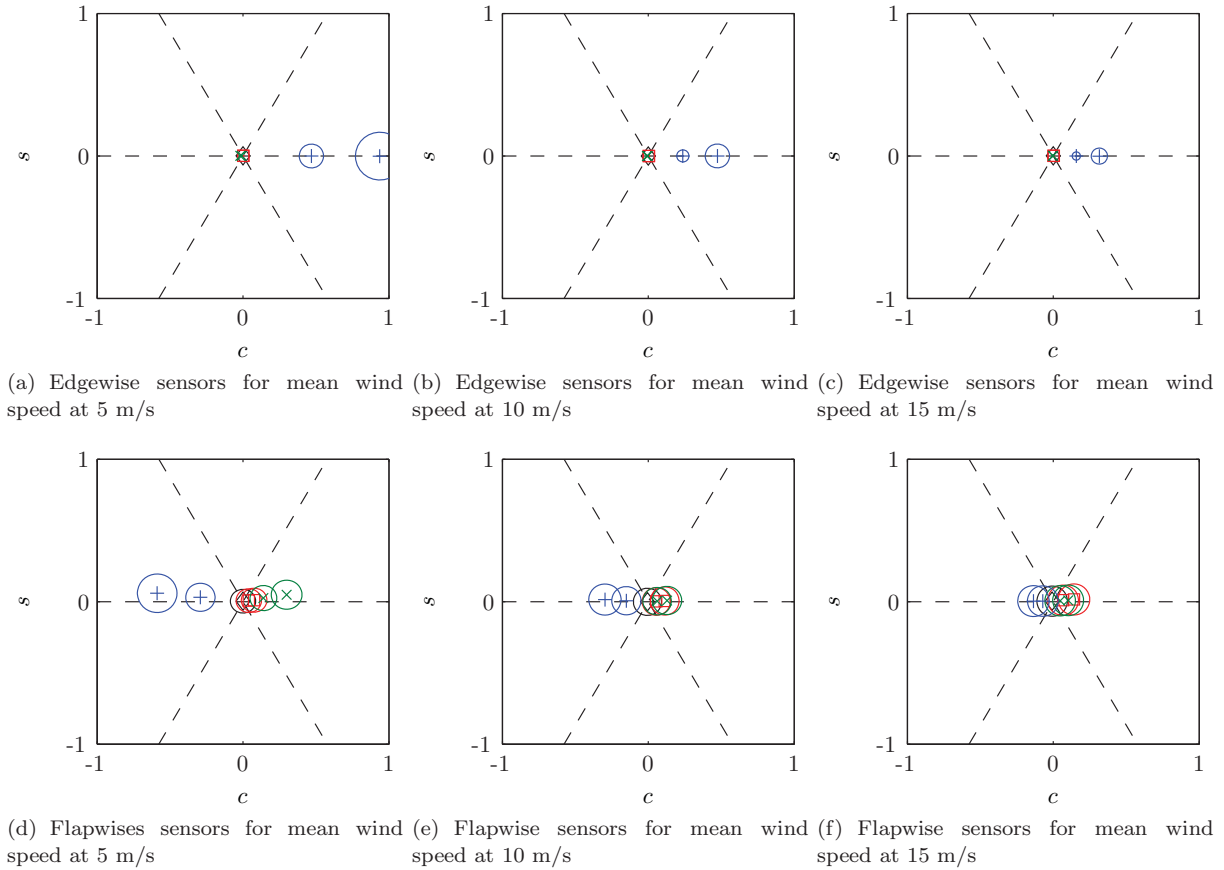 1 1 1
s 0 s 0 s 0
-1 -1 -1
-1 0 1 -1 0 1 -1 0 1
c c c
(a) Edgewise sensors for mean wind
speed at 5 m/s
(b) Edgewise sensors for mean wind
speed at 10 m/s
(c) Edgewise sensors for mean wind
speed at 15 m/s
1 1 1
s 0 s 0 s 0
-1 -1 -1
-1 0 1 -1 0 1 -1 0 1
c c c
(d) Flapwises sensors for mean wind
speed at 5 m/s
(e) Flapwise sensors for mean wind
speed at 10 m/s
(f) Flapwise sensors for mean wind
speed at 15 m/s